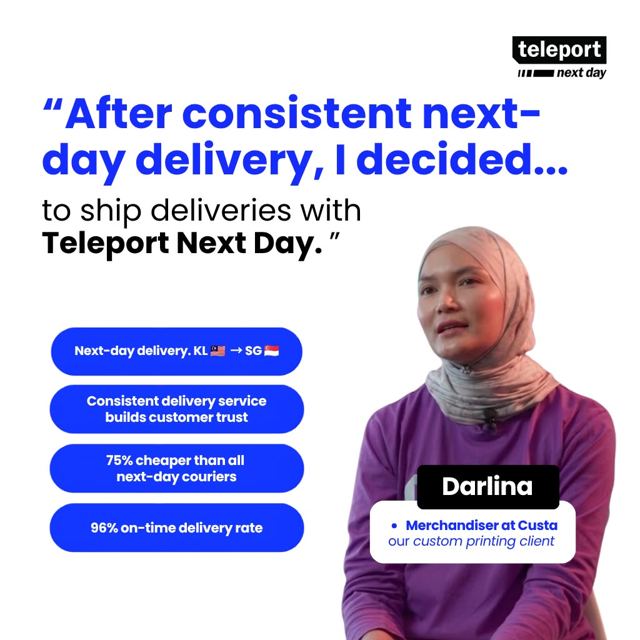 teleport
next day
“After consistent next-
day delivery, I decided...
to ship deliveries with
Teleport Next Day.”
Next-day delivery. KL 🇲🇾 → SG 🇸🇬
Consistent delivery service
builds customer trust
75% cheaper than all
next-day couriers
96% on-time delivery rate
Darlina
• Merchandiser at Custa
our custom printing client